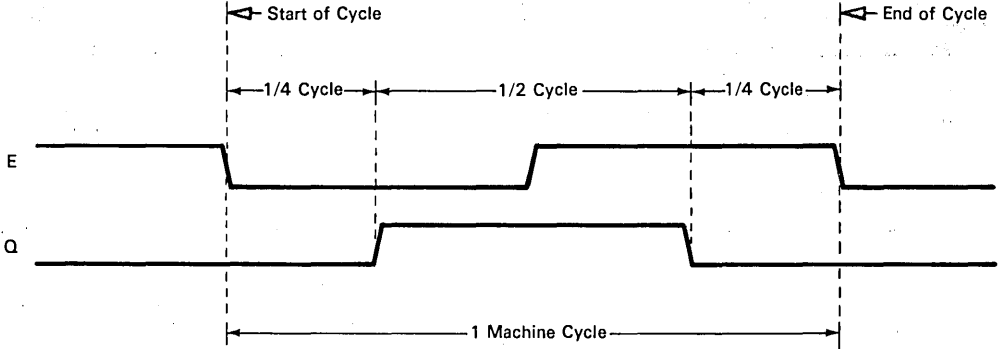 Start of Cycle
End of Cycle
1/4 Cycle
1/2 Cycle
1/4 Cycle
E
Q
1 Machine Cycle